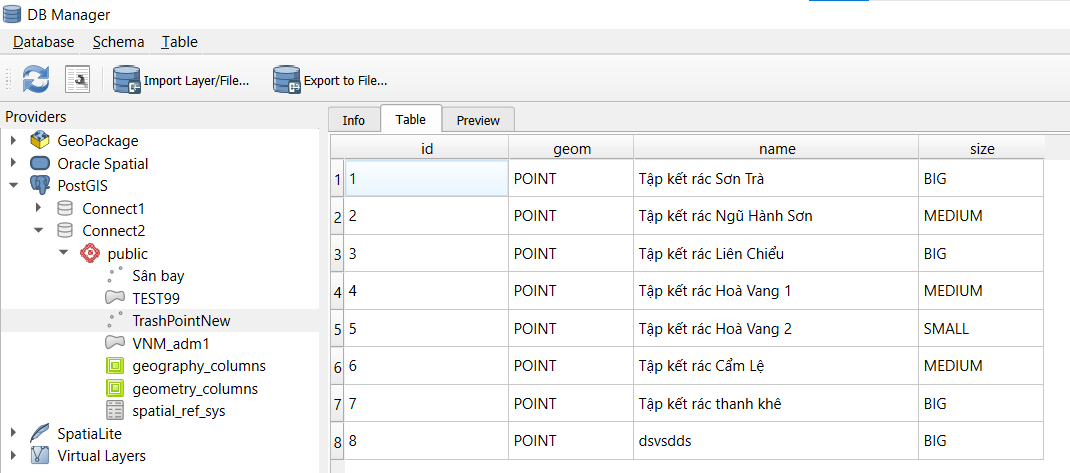 DB Manager
Database Schema Table
Import Layer/File... Export to File...
Providers
GeoPackage
Oracle Spatial
PostGIS
Connect1
Connect2
public
Sân bay
TEST99
TrashPointNew
VNM_adm1
geography_columns
geometry_columns
spatial_ref_sys
SpatiaLite
Virtual Layers
Info Table Preview
id geom name size
1 1 POINT Tập kết rác Sơn Trà BIG
2 2 POINT Tập kết rác Ngũ Hành Sơn MEDIUM
3 3 POINT Tập kết rác Liên Chiểu BIG
4 4 POINT Tập kết rác Hoà Vang 1 MEDIUM
5 5 POINT Tập kết rác Hoà Vang 2 SMALL
6 6 POINT Tập kết rác Cẩm Lệ MEDIUM
7 7 POINT Tập kết rác thanh khê BIG
8 8 POINT dsvsdds BIG